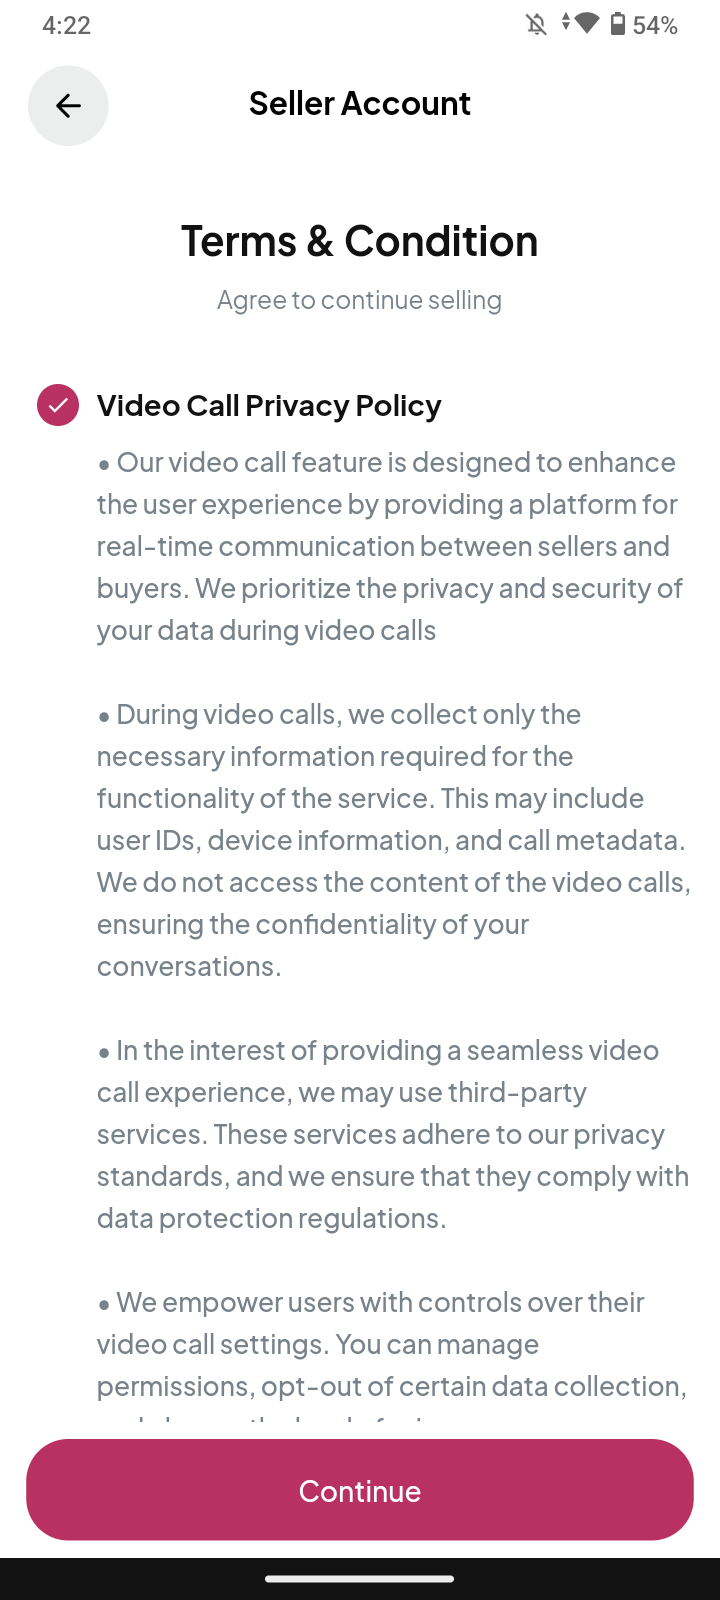 4:22
54%
Seller Account
Terms & Condition
Agree to continue selling
Video Call Privacy Policy
• Our video call feature is designed to enhance
the user experience by providing a platform for
real-time communication between sellers and
buyers. We prioritize the privacy and security of
your data during video calls
• During video calls, we collect only the
necessary information required for the
functionality of the service. This may include
user IDs, device information, and call metadata.
We do not access the content of the video calls,
ensuring the confidentiality of your
conversations.
• In the interest of providing a seamless video
call experience, we may use third-party
services. These services adhere to our privacy
standards, and we ensure that they comply with
data protection regulations.
• We empower users with controls over their
video call settings. You can manage
permissions, opt-out of certain data collection,
Continue